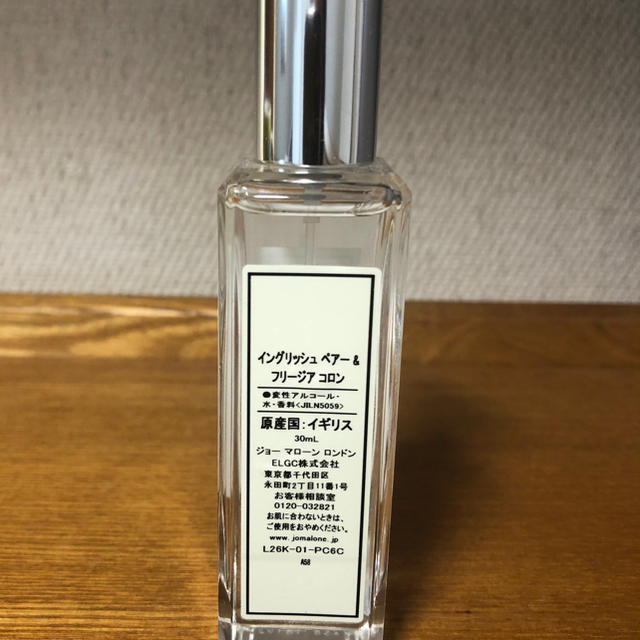 イングリッシュ ペアー &
フリージア コロン
●変性アルコール・
水・香料<JILN5059>
原産国:イギリス
30mL
ジョー マローン ロンドン
ELGC株式会社
東京都千代田区
永田町2丁目11番1号
お客様相談室
0120-032821
お肌に合わないときは、
ご使用をおやめください。
www.jomalone.jp
L26K-01-PC6C
A58